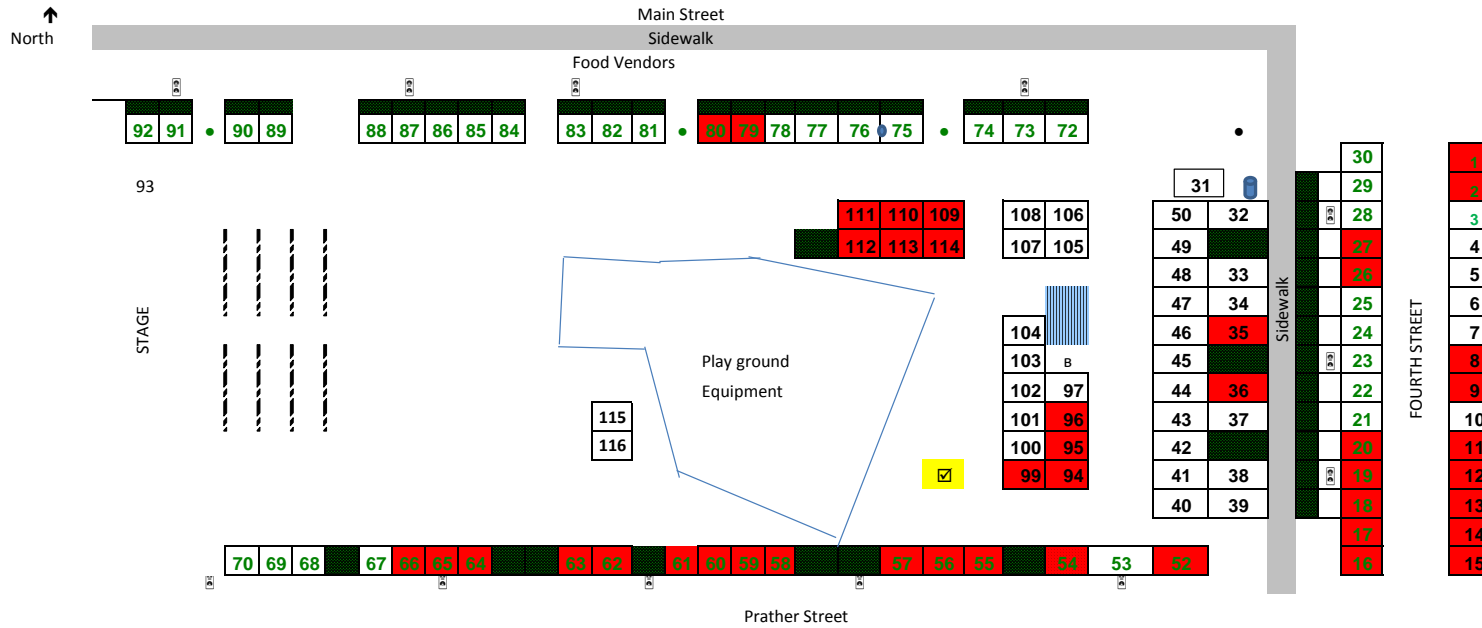 Main Street
North
Sidewalk
Food Vendors
92 91 90 89 88 87 86 85 84 83 82 81 80 79 78 77 76 75 74 73 72
30 1
93 31 29 2
111 110 109 108 106 50 32 28 3
112 113 114 107 105 49 27 4
48 33 26 5
47 34 25 6
104 46 35 24 7
STAGE
Sidewalk
FOURTH STREET
Play ground
103 B 45 23 8
Equipment
102 97 44 36 22 9
115 101 96 43 37 21 10
116 100 95 42 20 11
☑ 99 94 41 38 19 12
40 39 18 13
17 14
70 69 68 67 66 65 64 63 62 61 60 59 58 57 56 55 54 53 52 16 15
Prather Street